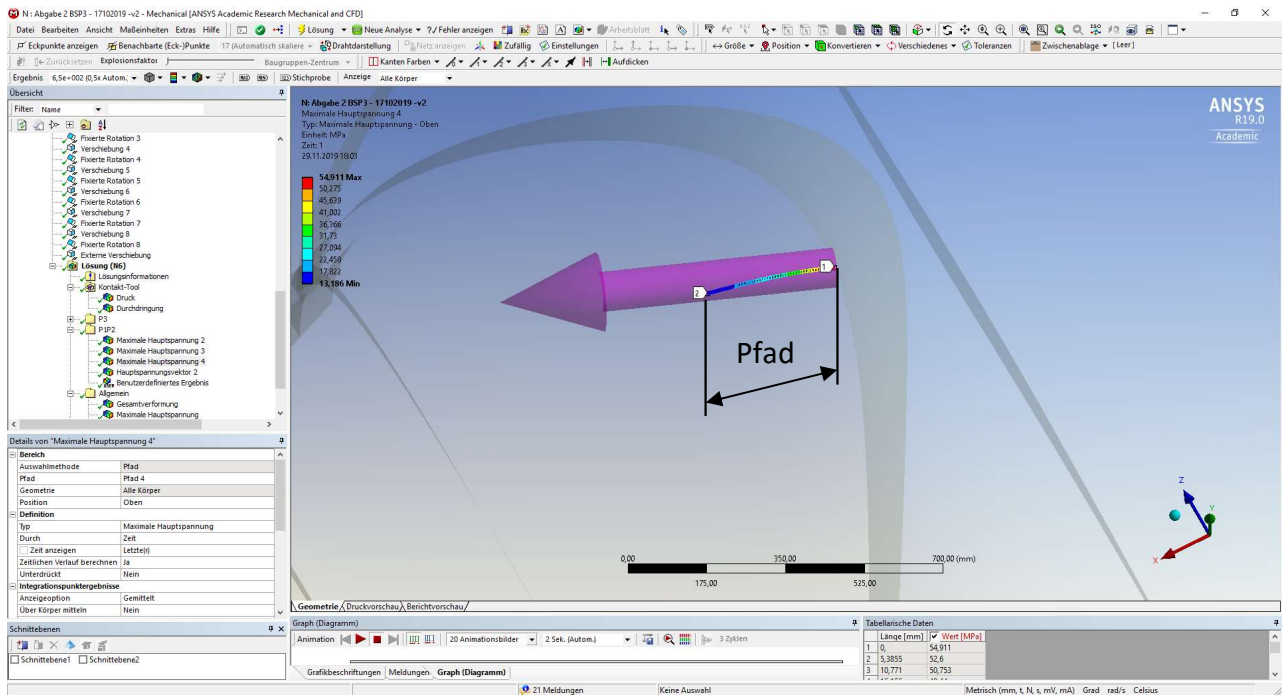 N : Abgabe 2 BSP3 - 17102019 -v2 - Mechanical [ANSYS Academic Research Mechanical and CFD]
Datei Bearbeiten Ansicht Maßeinheiten Extras Hilfe Lösung Neue Analyse ?/ Fehler anzeigen Arbeitsblatt
Eckpunkte anzeigen Benachbarte (Eck-)Punkte 17 (Automatisch skaliere Drahtdarstellung Netz anzeigen Zufällig Einstellungen Größe Position Konvertieren Verschiedenes Toleranzen Zwischenablage [Leer]
Zurücksetzen Explosionsfaktor Baugruppen-Zentrum Kanten Farben Aufdicken
Ergebnis 6,5e+002 (0,5x Autom. Stichprobe Anzeige Alle Körper
Übersicht
Filter: Name
Fixierte Rotation 3
Verschiebung 4
Fixierte Rotation 4
Verschiebung 5
Fixierte Rotation 5
Verschiebung 6
Fixierte Rotation 6
Verschiebung 7
Fixierte Rotation 7
Verschiebung 8
Fixierte Rotation 8
Externe Verschiebung
Lösung (N6)
Lösungsinformationen
Kontakt-Tool
Druck
Durchdringung
P3
P1P2
Maximale Hauptspannung 2
Maximale Hauptspannung 3
Maximale Hauptspannung 4
Hauptspannungsvektor 2
Benutzerdefiniertes Ergebnis
Allgemein
Gesamtverformung
Maximale Hauptspannung
Details von "Maximale Hauptspannung 4"
Bereich
Auswahlmethode Pfad
Pfad Pfad 4
Geometrie Alle Körper
Position Oben
Definition
Typ Maximale Hauptspannung
Durch Zeit
Zeit anzeigen Letzte(r)
Zeitlichen Verlauf berechnen Ja
Unterdrückt Nein
Integrationspunktergebnisse
Anzeigeoption Gemittelt
Über Körper mitteln Nein
Schnittebenen
Schnittebene1 Schnittebene2
N: Abgabe 2 BSP3 - 17102019 -v2
Maximale Hauptspannung 4
Typ: Maximale Hauptspannung - Oben
Einheit: MPa
Zeit: 1
29.11.2019 18:03
54,911 Max
50,275
45,639
41,002
36,366
31,73
27,094
22,458
17,822
13,186 Min
ANSYS
R19.0
Academic
1
2
Pfad
Z
Y
X
0,00 350,00 700,00 (mm)
175,00 525,00
Geometrie Druckvorschau Berichtvorschau
Graph (Diagramm)
Animation 20 Animationsbilder 2 Sek. (Autom.) 3 Zyklen
Grafikbeschriftungen Meldungen Graph (Diagramm)
Tabellarische Daten
Länge [mm] Wert [MPa]
1 0, 54,911
2 5,3855 52,6
3 10,771 50,753
21 Meldungen Keine Auswahl Metrisch (mm, t, N, s, mV, mA) Grad rad/s Celsius